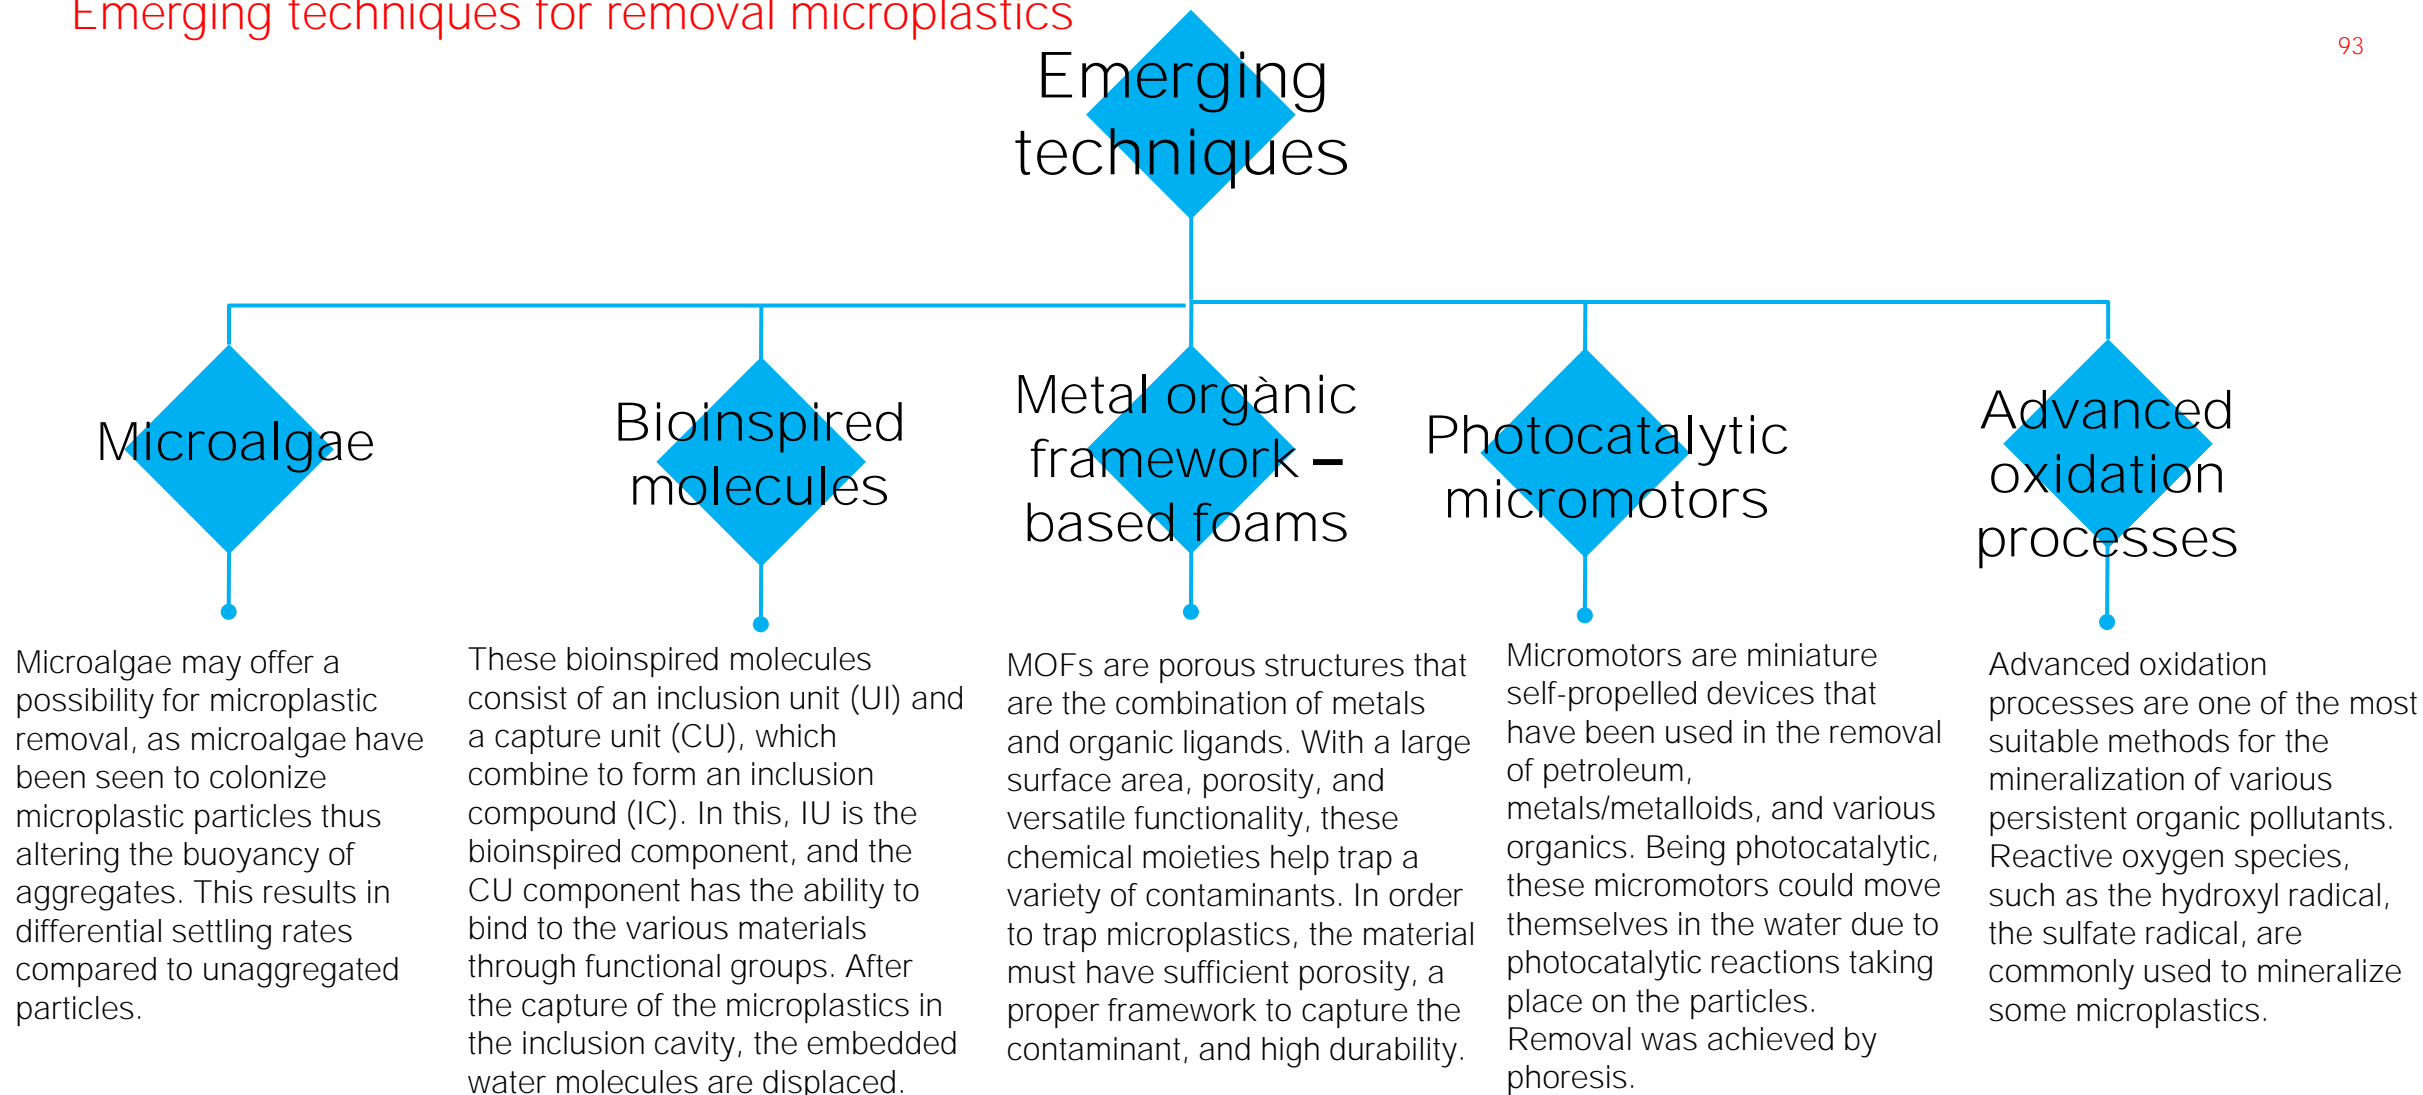 Emerging techniques for removal microplastics
93
Emerging
techniques
Microalgae
Bioinspired
molecules
Metal orgànic
framework –
based foams
Photocatalytic
micromotors
Advanced
oxidation
processes
Microalgae may offer a
possibility for microplastic
removal, as microalgae have
been seen to colonize
microplastic particles thus
altering the buoyancy of
aggregates. This results in
differential settling rates
compared to unaggregated
particles.
These bioinspired molecules
consist of an inclusion unit (UI) and
a capture unit (CU), which
combine to form an inclusion
compound (IC). In this, IU is the
bioinspired component, and the
CU component has the ability to
bind to the various materials
through functional groups. After
the capture of the microplastics in
the inclusion cavity, the embedded
water molecules are displaced.
MOFs are porous structures that
are the combination of metals
and organic ligands. With a large
surface area, porosity, and
versatile functionality, these
chemical moieties help trap a
variety of contaminants. In order
to trap microplastics, the material
must have sufficient porosity, a
proper framework to capture the
contaminant, and high durability.
Micromotors are miniature
self-propelled devices that
have been used in the removal
of petroleum,
metals/metalloids, and various
organics. Being photocatalytic,
these micromotors could move
themselves in the water due to
photocatalytic reactions taking
place on the particles.
Removal was achieved by
phoresis.
Advanced oxidation
processes are one of the most
suitable methods for the
mineralization of various
persistent organic pollutants.
Reactive oxygen species,
such as the hydroxyl radical,
the sulfate radical, are
commonly used to mineralize
some microplastics.